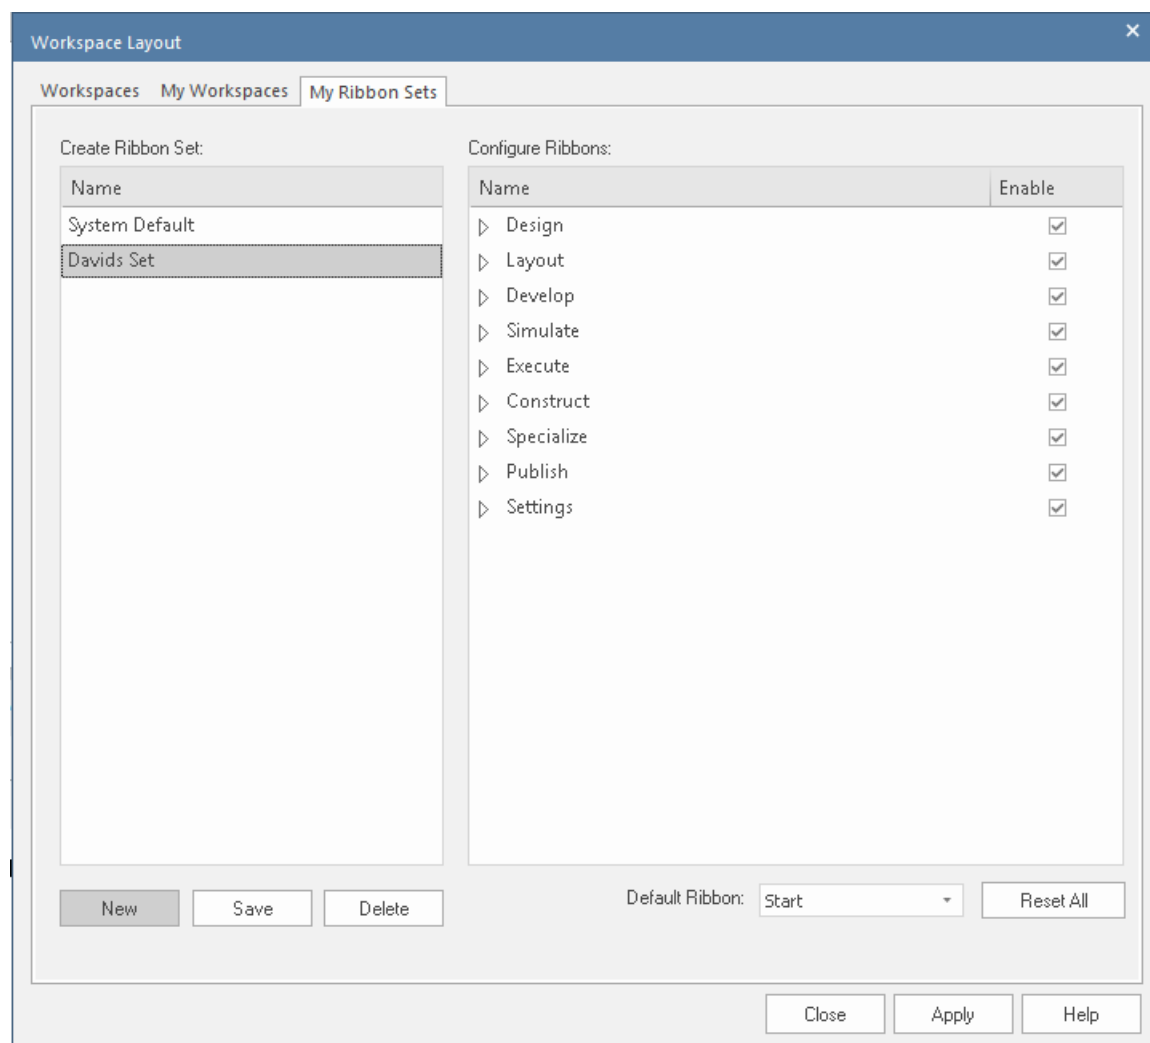 Workspace Layout
Workspaces My Workspaces My Ribbon Sets
Create Ribbon Set:
Name
System Default
Davids Set
New Save Delete
Configure Ribbons:
Name Enable
Design
Layout
Develop
Simulate
Execute
Construct
Specialize
Publish
Settings
Default Ribbon: Start Reset All
Close Apply Help